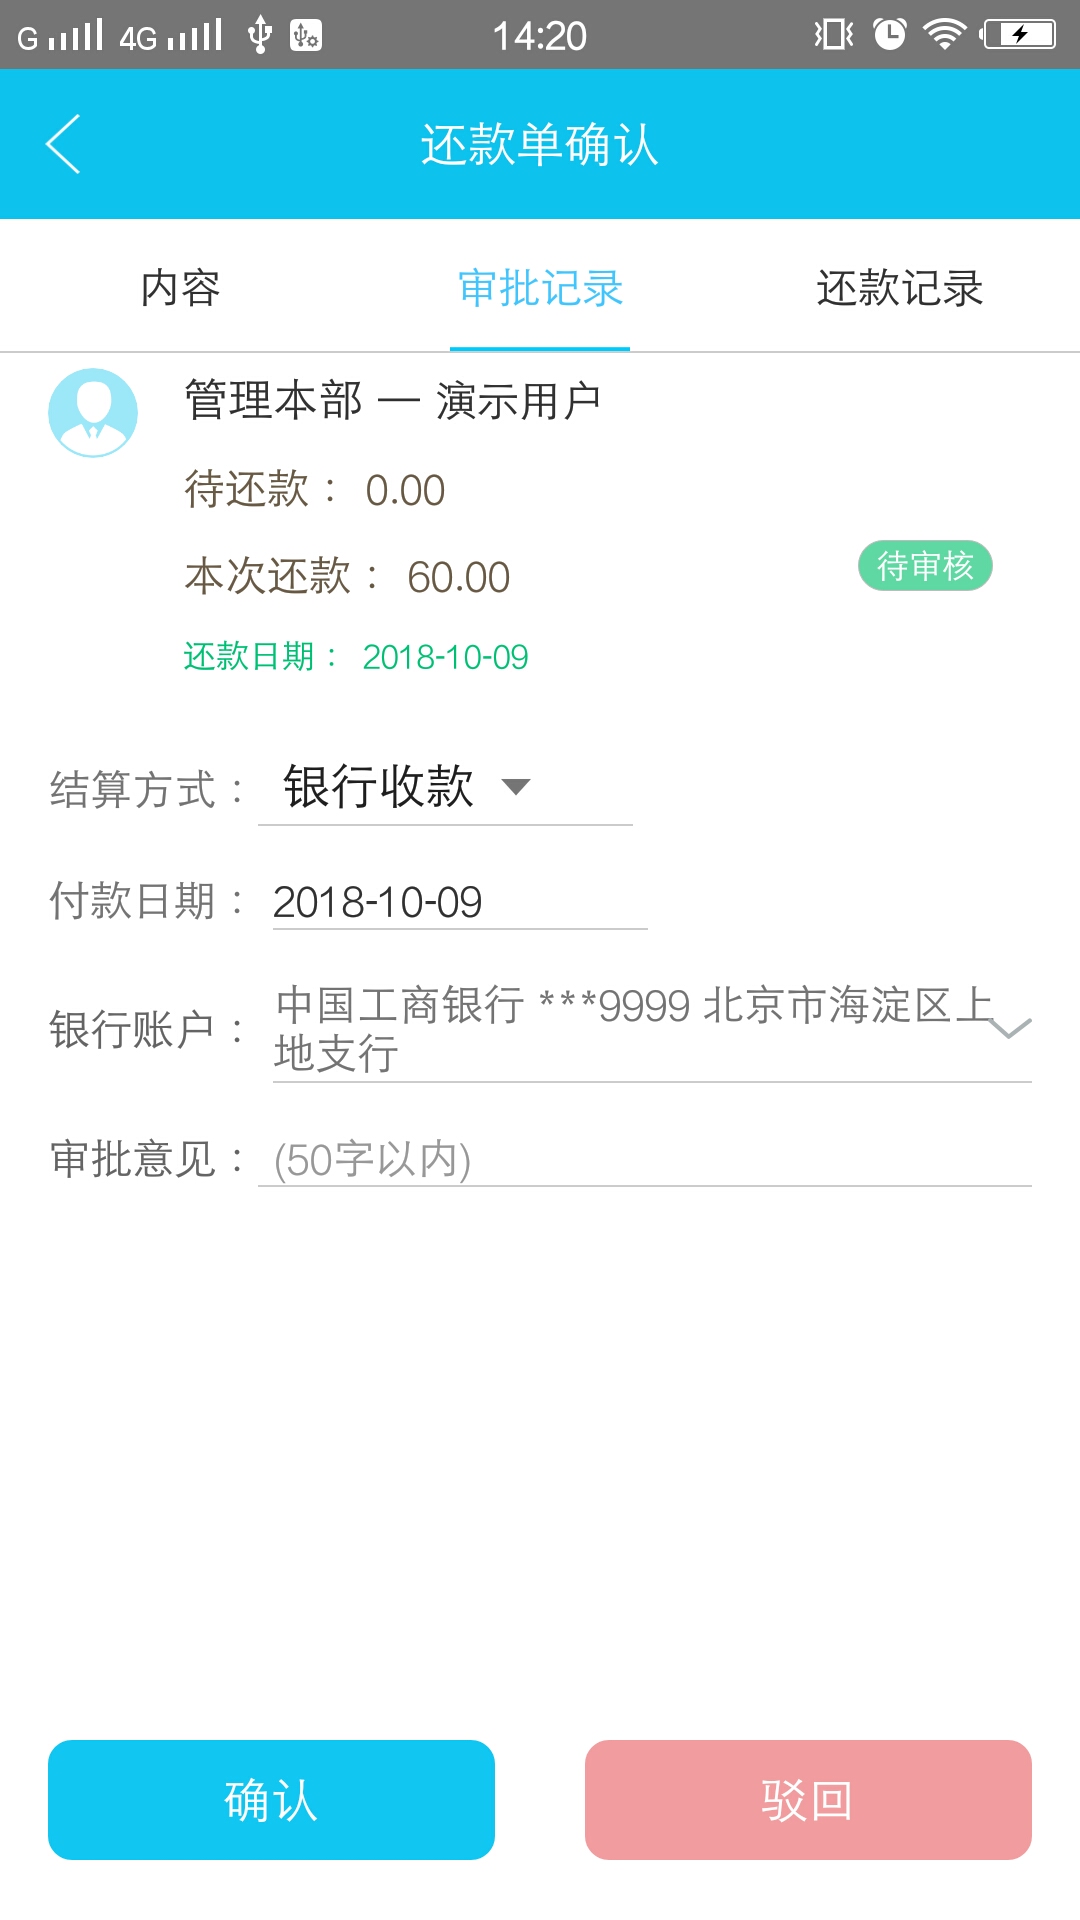 G 4G 14:20
还款单确认
内容 审批记录 还款记录
管理本部 — 演示用户
待还款： 0.00
本次还款： 60.00
待审核
还款日期： 2018-10-09
结算方式： 银行收款
付款日期： 2018-10-09
银行账户： 中国工商银行 ***9999 北京市海淀区上
地支行
审批意见： (50字以内)
确认 驳回